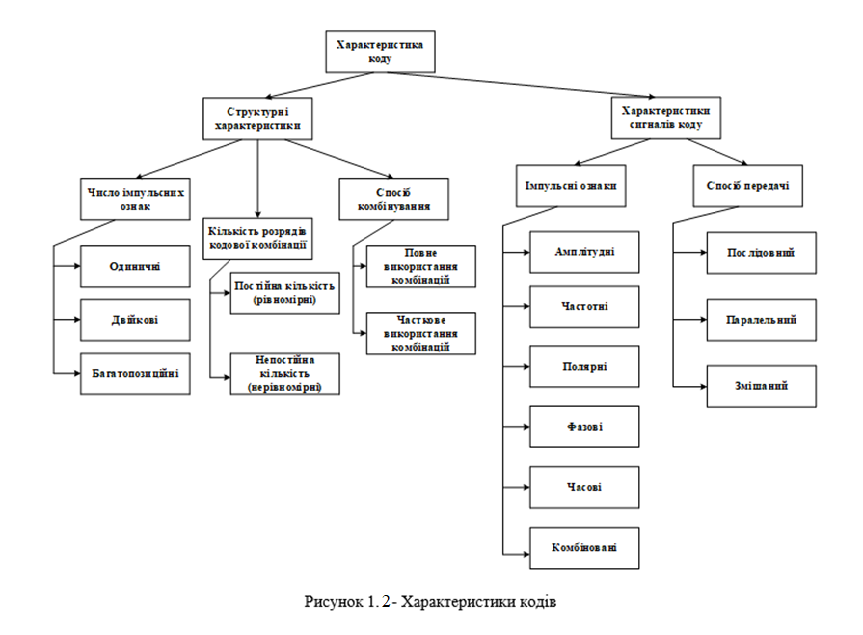 Характеристика
коду
Структурні
характеристики
Характеристики
сигналів коду
Число імпульсних
ознак
Кількість розрядів
кодової комбінації
Спосіб
комбінування
Імпульсні ознаки
Спосіб передачі
Одиничні
Двійкові
Багатопозиційні
Постійна кількість
(рівномірні)
Непостійна
кількість
(нерівномірні)
Повне
використання
комбінацій
Часткове
використання
комбінацій
Амплітудні
Частотні
Полярні
Фазові
Часові
Комбіновані
Послідовний
Паралельний
Змішаний
Рисунок 1. 2- Характеристики кодів